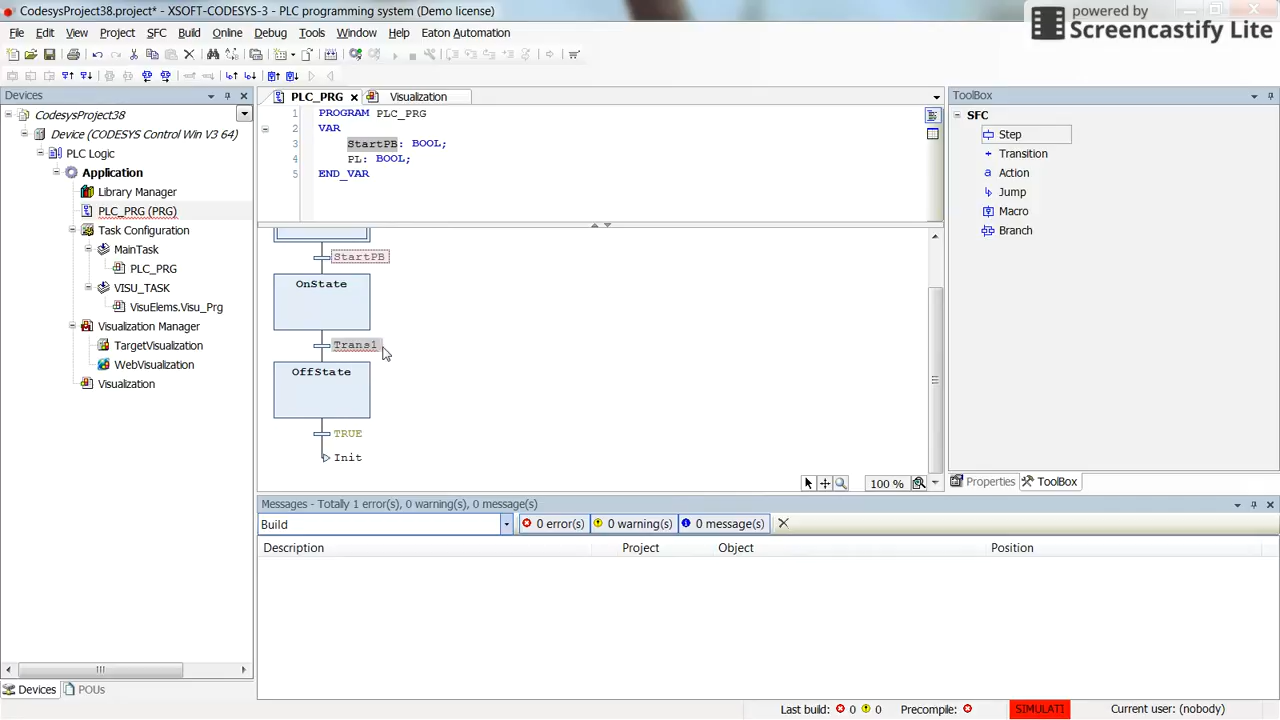 CodesysProject38.project* - XSOFT-CODESYS-3 - PLC programming system (Demo license)
powered by
Screencastify Lite
File Edit View Project SFC Build Online Debug Tools Window Help Eaton Automation
Devices
PLC_PRG
Visualization
ToolBox
CodesysProject38
Device (CODESYS Control Win V3 64)
PLC Logic
Application
Library Manager
PLC_PRG (PRG)
Task Configuration
MainTask
PLC_PRG
VISU_TASK
VisuElems.Visu_Prg
Visualization Manager
TargetVisualization
WebVisualization
Visualization
Devices
POUs
1 PROGRAM PLC_PRG
2 VAR
3 StartPB: BOOL;
4 PL: BOOL;
5 END_VAR
StartPB
OnState
Trans1
OffState
TRUE
Init
100 %
SFC
Step
Transition
Action
Jump
Macro
Branch
Properties
ToolBox
Messages - Totally 1 error(s), 0 warning(s), 0 message(s)
Build
0 error(s)
0 warning(s)
0 message(s)
Description Project Object Position
Last build: 0 0 Precompile: SIMULATI Current user: (nobody)